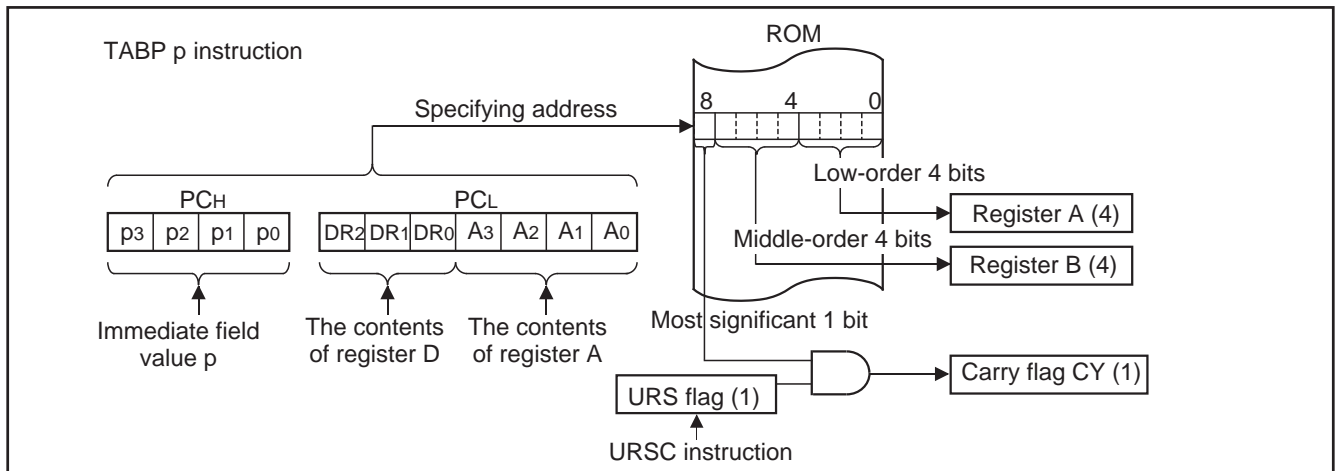 TABP p instruction
ROM
8 4 0
Specifying address
Low-order 4 bits
PCH
PCL
p3 p2 p1 p0
DR2 DR1 DR0 A3 A2 A1 A0
Register A (4)
Middle-order 4 bits
Register B (4)
Immediate field
value p
The contents
of register D
The contents
of register A
Most significant 1 bit
Carry flag CY (1)
URS flag (1)
URSC instruction